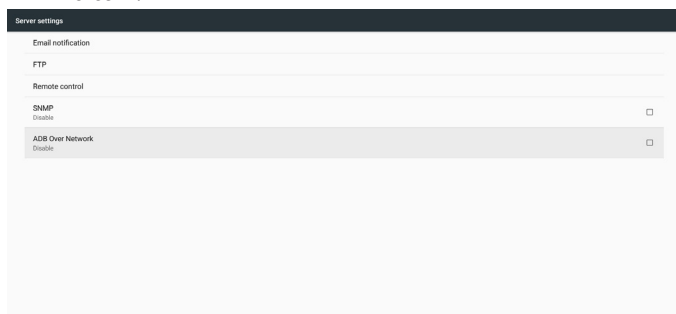 Server settings
Email notification
FTP
Remote control
SNMP
Disable
ADB Over Network
Disable